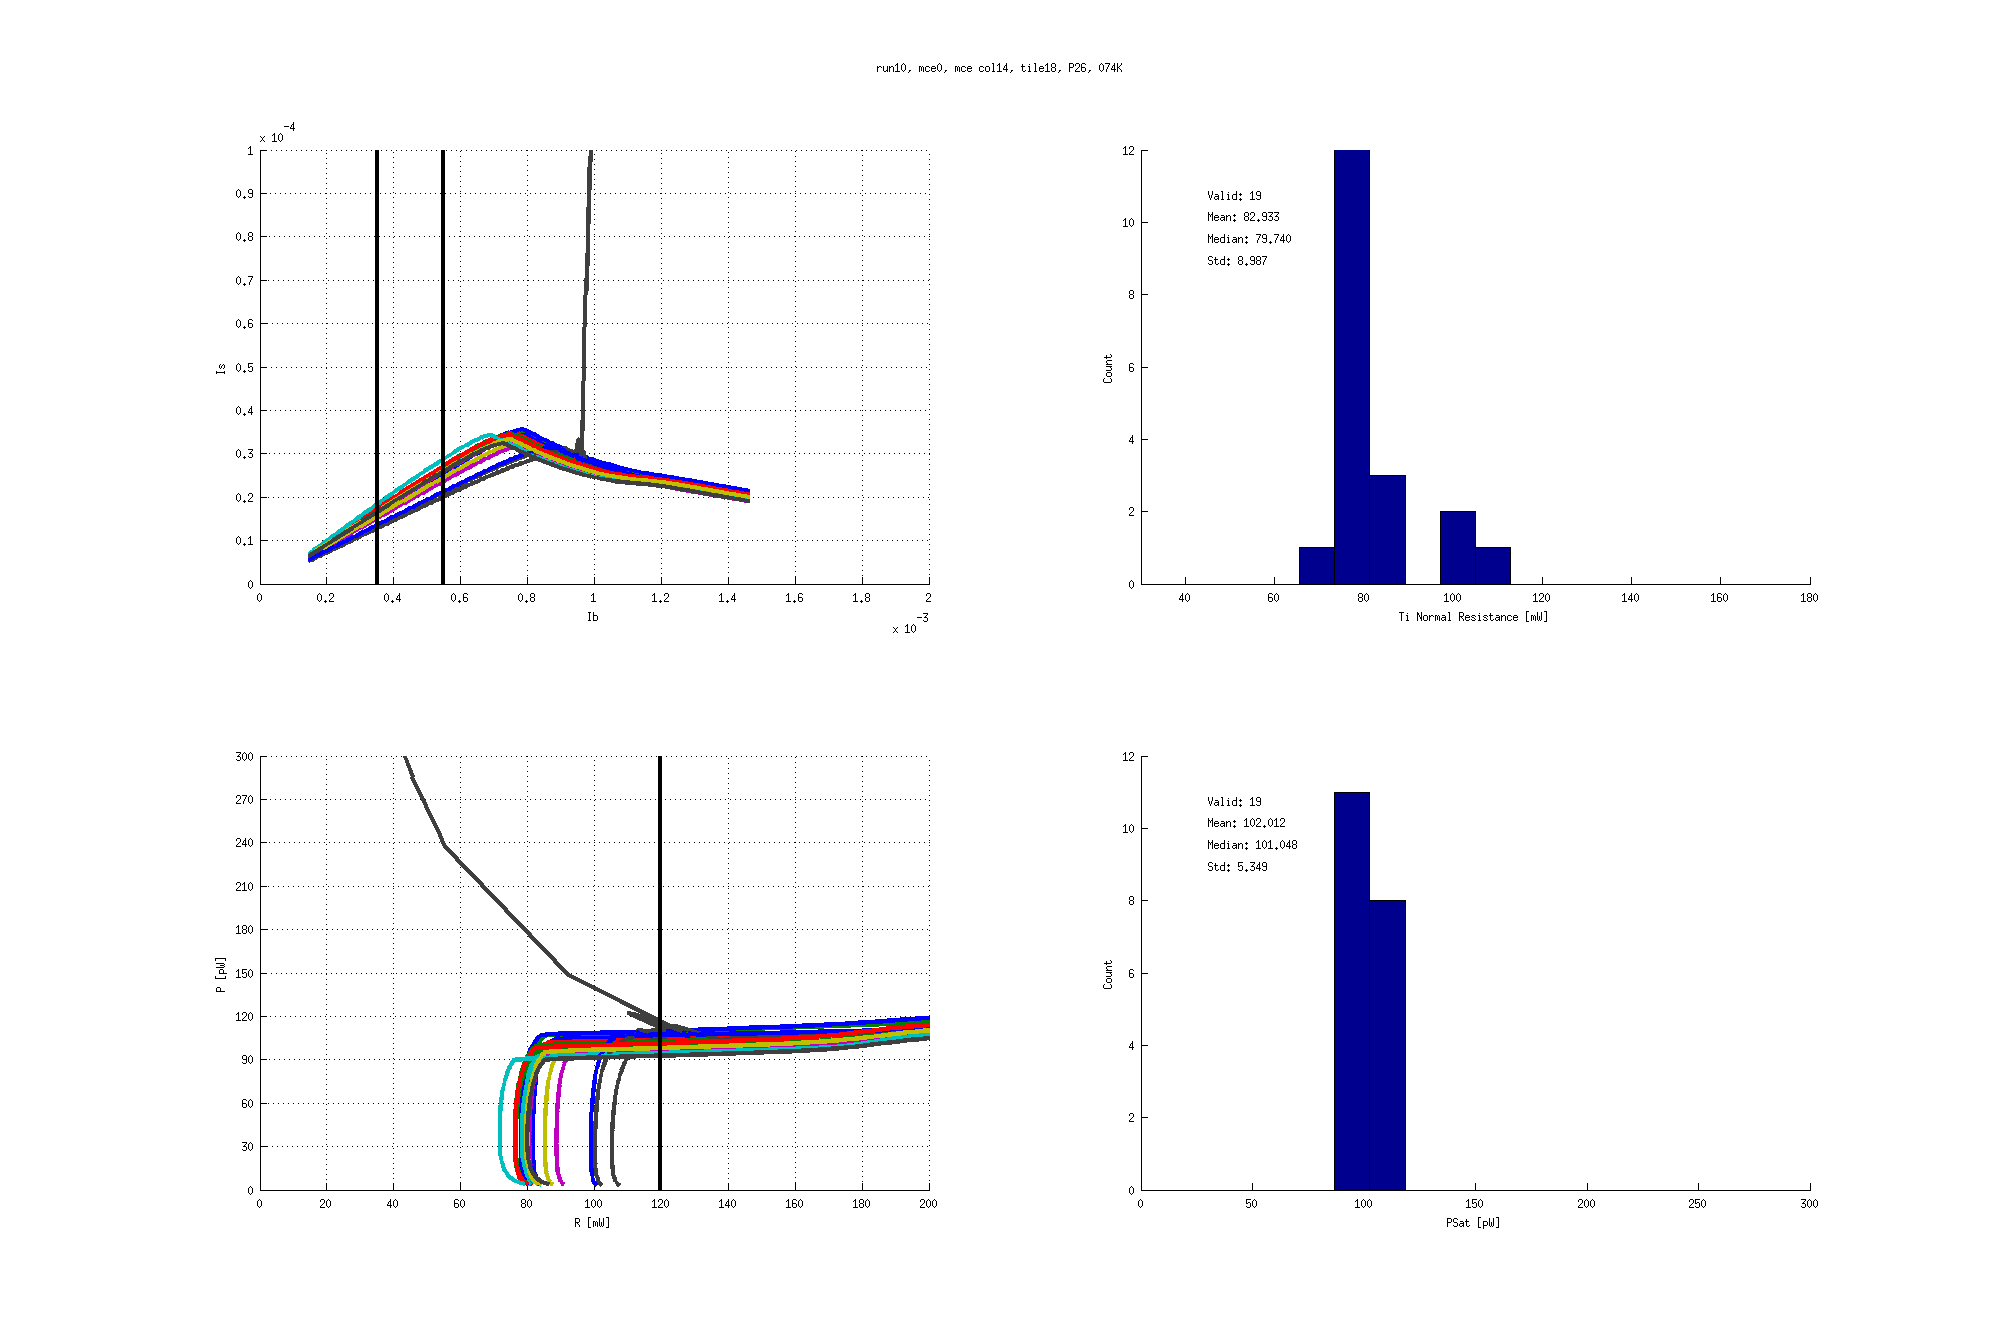 run10, mce0, mce col14, tile18, P26, 074K
x 10^-4
1
0.9
0.8
0.7
0.6
0.5
0.4
0.3
0.2
0.1
0
Is
0 0.2 0.4 0.6 0.8 1 1.2 1.4 1.6 1.8 2
Ib
x 10^-3
12
10
8
6
4
2
0
Count
Valid: 19
Mean: 82.933
Median: 79.740
Std: 8.987
40 60 80 100 120 140 160 180
Ti Normal Resistance [mW]
300
270
240
210
180
150
120
90
60
30
0
P [pW]
0 20 40 60 80 100 120 140 160 180 200
R [mW]
12
10
8
6
4
2
0
Count
Valid: 19
Mean: 102.012
Median: 101.048
Std: 5.349
0 50 100 150 200 250 300
PSat [pW]